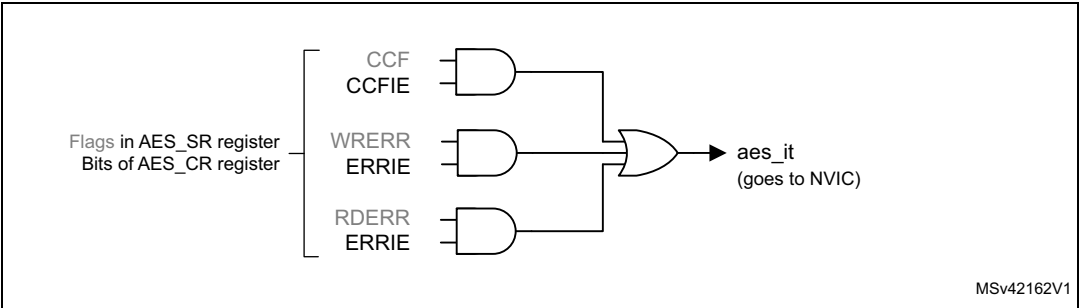 CCF
CCFIE
Flags in AES_SR register
Bits of AES_CR register
WRERR
ERRIE
RDERR
ERRIE
aes_it
(goes to NVIC)
MSv42162V1